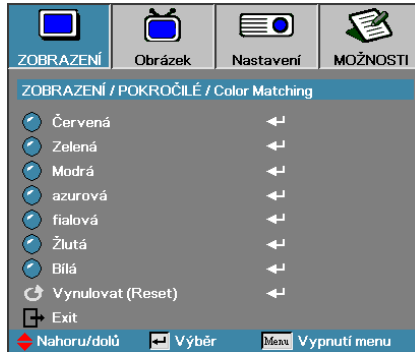 ZOBRAZENÍ Obrázek Nastavení MOŽNOSTI
ZOBRAZENÍ / POKROČILÉ / Color Matching
Červená
Zelená
Modrá
azurová
fialová
Žlutá
Bílá
Vynulovat (Reset)
Exit
Nahoru/dolů Výběr Menu Vypnutí menu